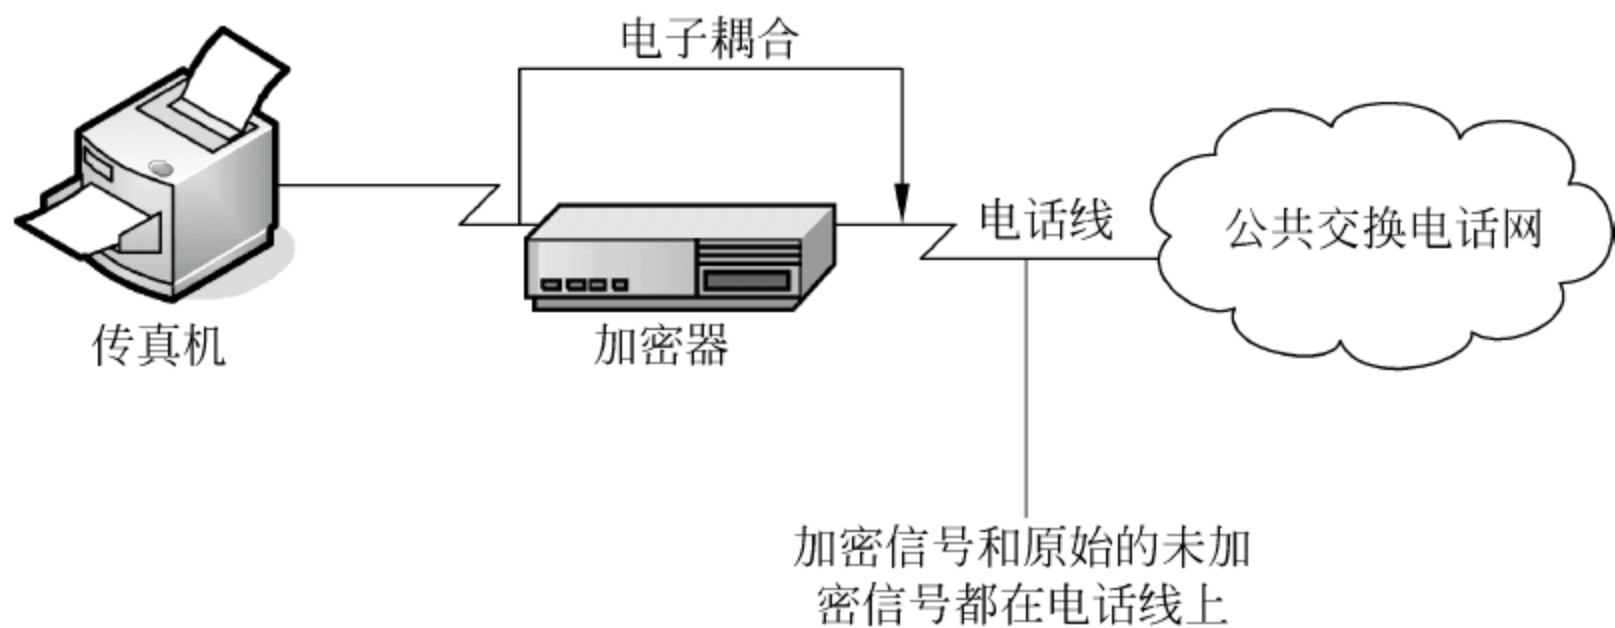 电子耦合
电话线
公共交换电话网
传真机
加密器
加密信号和原始的未加
密信号都在电话线上